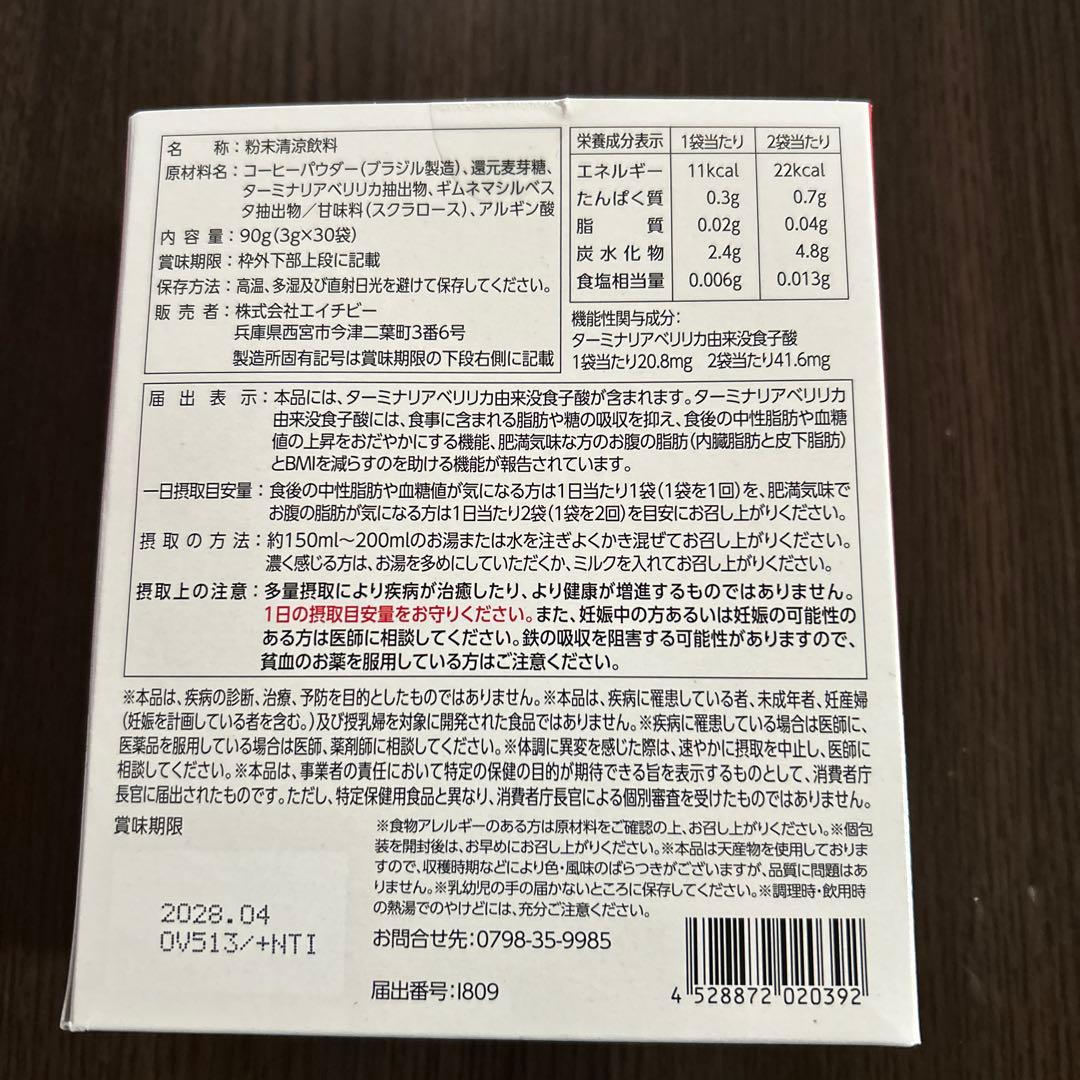 名 称：粉末清涼飲料
原材料名：コーヒーパウダー（ブラジル製造）、還元麦芽糖、
ターミナリアベリリカ抽出物、ギムネマシルベス
タ抽出物／甘味料（スクラロース）、アルギン酸
内容量：90g（3g×30袋）
賞味期限：枠外下部上段に記載
保存方法：高温、多湿及び直射日光を避けて保存してください。
販売者：株式会社エイチビー
兵庫県西宮市今津二葉町3番6号
製造所固有記号は賞味期限の下段右側に記載
栄養成分表示 1袋当たり 2袋当たり
エネルギー 11kcal 22kcal
たんぱく質 0.3g 0.7g
脂質 0.02g 0.04g
炭水化物 2.4g 4.8g
食塩相当量 0.006g 0.013g
機能性関与成分：
ターミナリアベリリカ由来没食子酸
1袋当たり20.8mg 2袋当たり41.6mg
届出表示：本品には、ターミナリアベリリカ由来没食子酸が含まれます。ターミナリアベリリカ
由来没食子酸には、食事に含まれる脂肪や糖の吸収を抑え、食後の中性脂肪や血糖
値の上昇をおだやかにする機能、肥満気味な方のお腹の脂肪（内臓脂肪と皮下脂肪）
とBMIを減らすのを助ける機能が報告されています。
一日摂取目安量：食後の中性脂肪や血糖値が気になる方は1日当たり1袋（1袋を1回）を、肥満気味で
お腹の脂肪が気になる方は1日当たり2袋（1袋を2回）を目安にお召し上がりください。
摂取の方法：約150ml～200mlのお湯または水を注ぎよくかき混ぜてお召し上がりください。
濃く感じる方は、お湯を多めにしていただくか、ミルクを入れてお召し上がりください。
摂取上の注意：多量摂取により疾病が治癒したり、より健康が増進するものではありません。
1日の摂取目安量をお守りください。また、妊娠中の方あるいは妊娠の可能性の
ある方は医師に相談してください。鉄の吸収を阻害する可能性がありますので、
貧血のお薬を服用している方はご注意ください。
※本品は、疾病の診断、治療、予防を目的としたものではありません。※本品は、疾病に罹患している者、未成年者、妊産婦
（妊娠を計画している者を含む。）及び授乳婦を対象に開発された食品ではありません。※疾病に罹患している場合は医師に、
医薬品を服用している場合は医師、薬剤師に相談してください。※体調に異変を感じた際は、速やかに摂取を中止し、医師に
相談してください。※本品は、事業者の責任において特定の保健の目的が期待できる旨を表示するものとして、消費者庁
長官に届出されたものです。ただし、特定保健用食品と異なり、消費者庁長官による個別審査を受けたものではありません。
賞味期限
2028.04
OV513/+NTI
※食物アレルギーのある方は原材料をご確認の上、お召し上がりください。※個包
装を開封後は、お早めにお召し上がりください。※本品は天産物を使用しております
ので、収穫時期などにより色・風味のばらつきがございますが、品質に問題はあ
りません。※乳幼児の手の届かないところに保存してください。※調理時・飲用時
の熱湯でのやけどには、充分ご注意ください。
お問合せ先：0798-35-9985
届出番号：I809
4 528872 020392